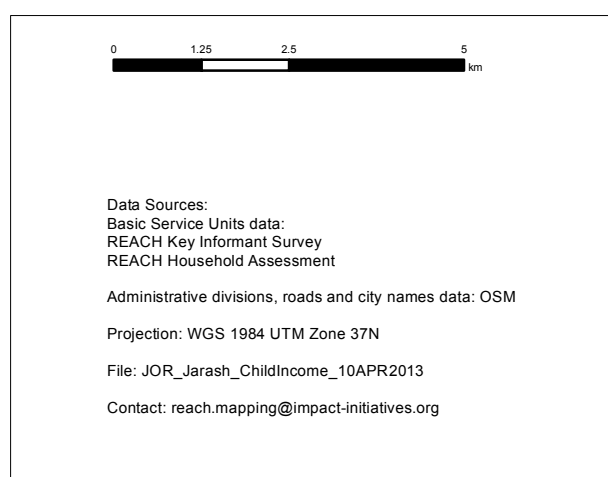 0 1.25 2.5 5
km
Data Sources:
Basic Service Units data:
REACH Key Informant Survey
REACH Household Assessment
Administrative divisions, roads and city names data: OSM
Projection: WGS 1984 UTM Zone 37N
File: JOR_Jarash_ChildIncome_10APR2013
Contact: reach.mapping@impact-initiatives.org